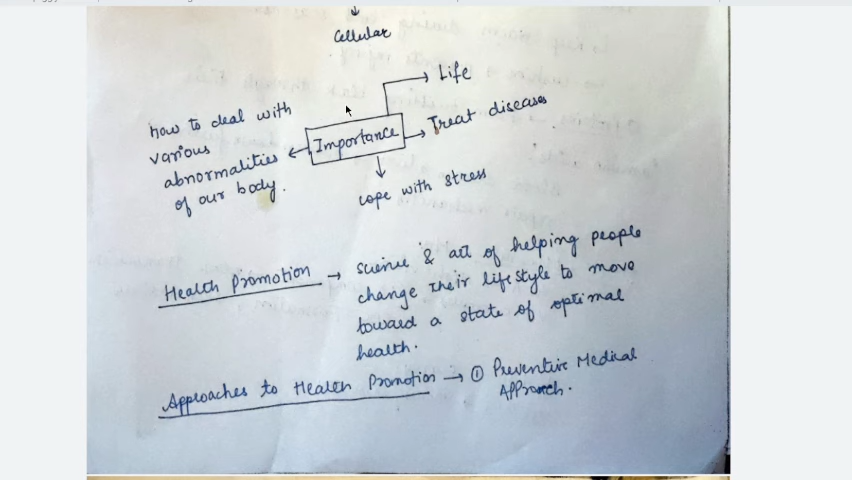 Cellular
Life
how to deal with
various
abnormalities
of our body.
Importance
Treat diseases
cope with stress
Health Promotion → science & art of helping people
change their lifestyle to move
toward a state of optimal
health.
Approaches to Health Promotion → ① Preventive Medical
Approach.